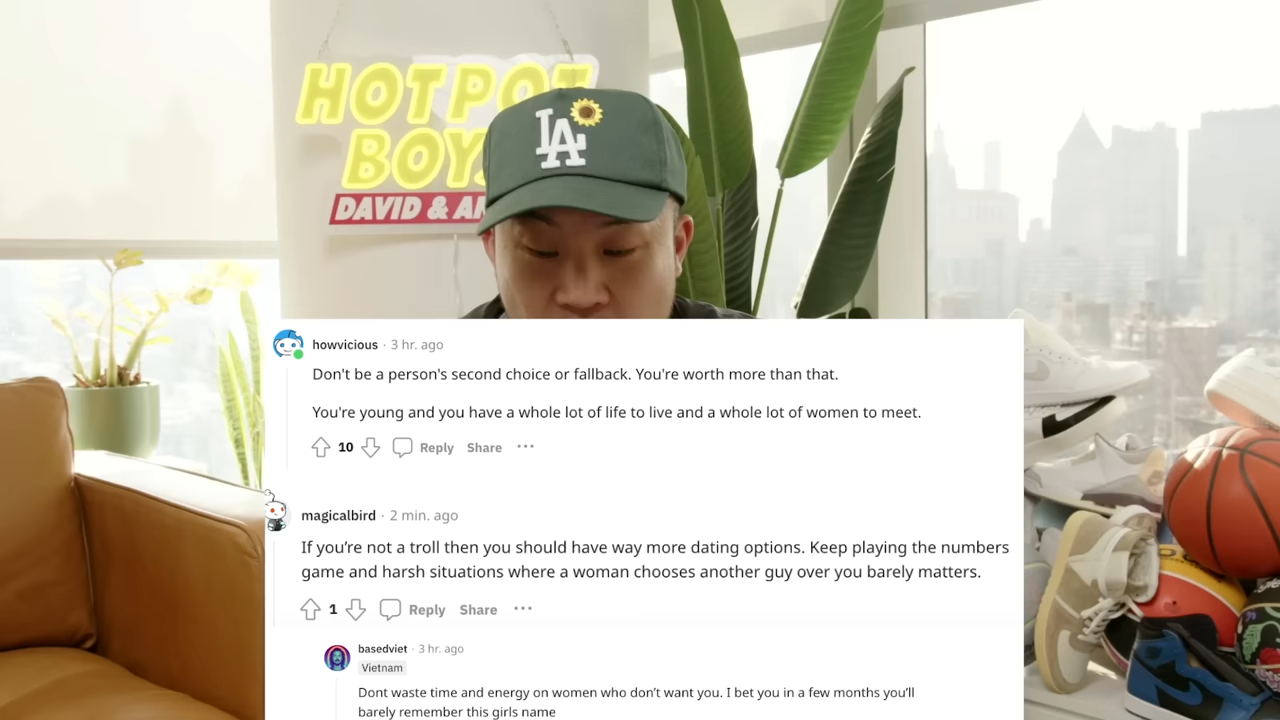 HOTPOT
BOY
DAVID & AN
LA
howvicious · 3 hr. ago
Don't be a person's second choice or fallback. You're worth more than that.
You're young and you have a whole lot of life to live and a whole lot of women to meet.
10 Reply Share ...
magicalbird · 2 min. ago
If you're not a troll then you should have way more dating options. Keep playing the numbers
game and harsh situations where a woman chooses another guy over you barely matters.
1 Reply Share ...
basedviet · 3 hr. ago
Vietnam
Dont waste time and energy on women who don't want you. I bet you in a few months you'll
barely remember this girls name